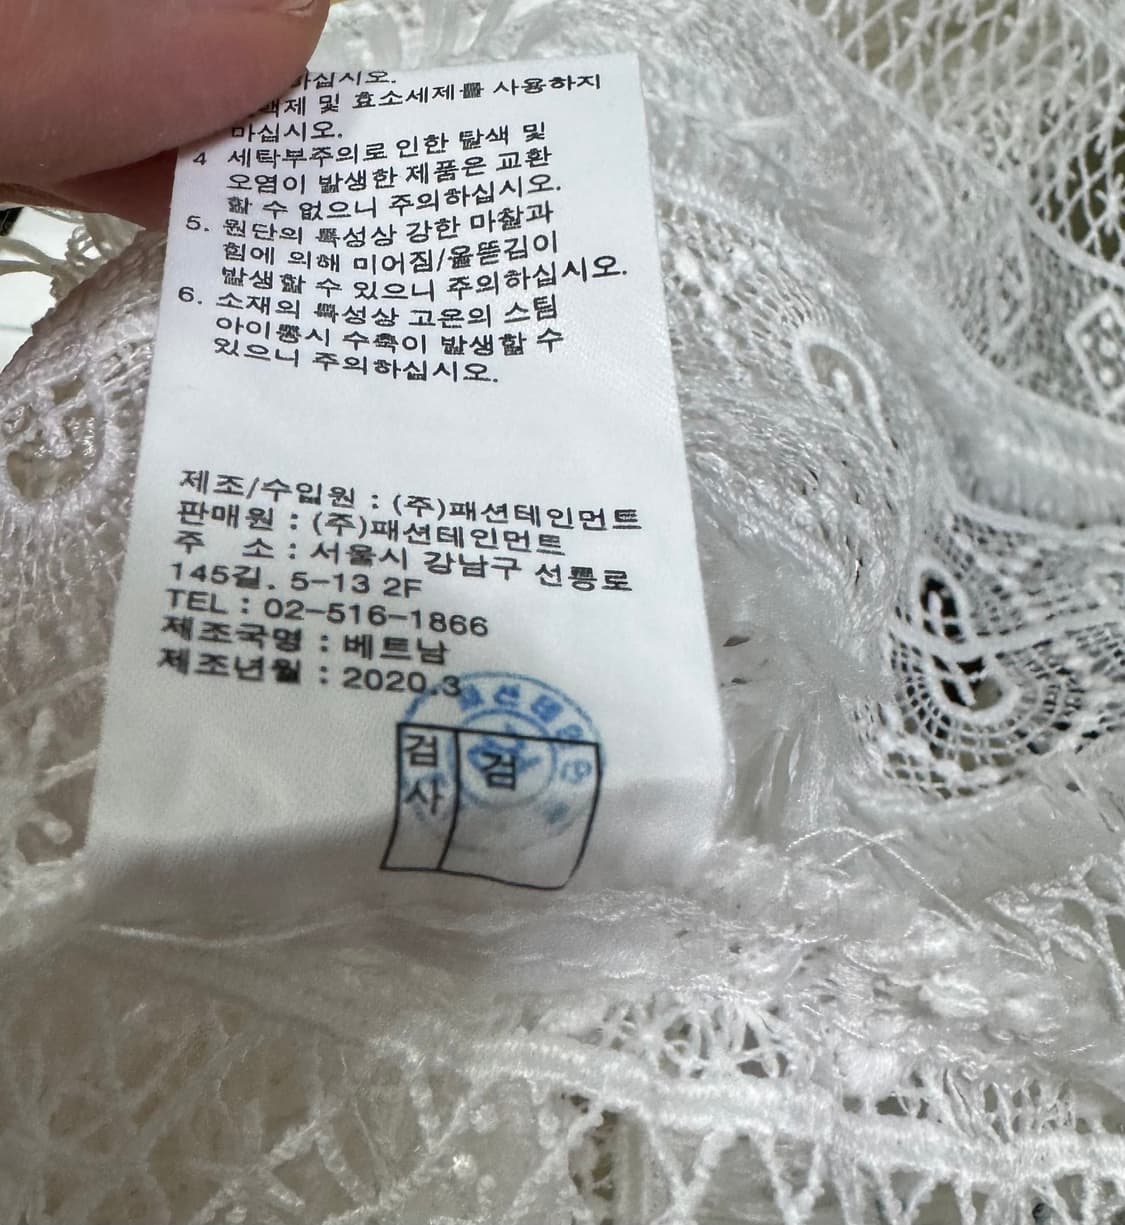 마십시오.
백제 및 효소세제를 사용하지
마십시오.
4 세탁부주의로 인한 탈색 및
오염이 발생한 제품은 교환
할 수 없으니 주의하십시오.
5. 원단의 특성상 강한 마찰과
힘에 의해 미어짐/올뜯김이
발생할 수 있으니 주의하십시오.
6. 소재의 특성상 고온의 스팀
아이롱시 수축이 발생할 수
있으니 주의하십시오.
제조/수입원 : (주)패션테인먼트
판매원 : (주)패션테인먼트
주 소 : 서울시 강남구 선릉로
145길. 5-13 2F
TEL : 02-516-1866
제조국명 : 베트남
제조년월 : 2020.3
검사
검